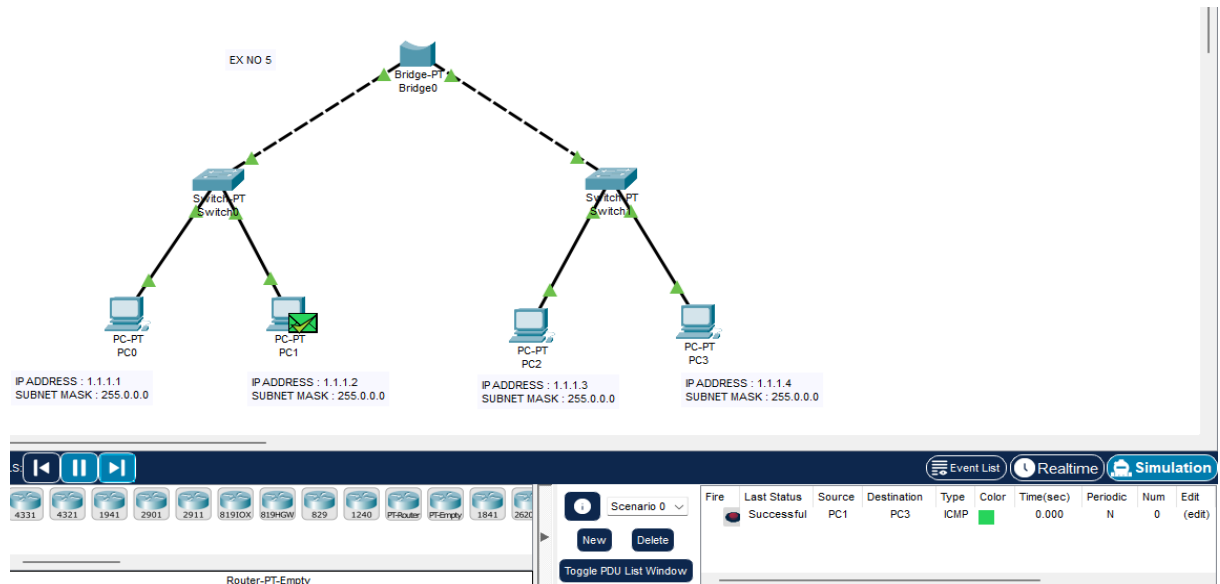 EX NO 5
Bridge-PT
Bridge0
Switch-PT
Switch0
Switch-PT
Switch1
PC-PT
PC0
PC-PT
PC1
PC-PT
PC2
PC-PT
PC3
IP ADDRESS : 1.1.1.1
SUBNET MASK : 255.0.0.0
IP ADDRESS : 1.1.1.2
SUBNET MASK : 255.0.0.0
IP ADDRESS : 1.1.1.3
SUBNET MASK : 255.0.0.0
IP ADDRESS : 1.1.1.4
SUBNET MASK : 255.0.0.0
Event List Realtime Simulation
4331 4321 1941 2901 2911 819IOX 819HGW 829 1240 PT-Router PT-Empty 1841 2620
Router-PT-Empty
Scenario 0
New Delete
Toggle PDU List Window
Fire Last Status Source Destination Type Color Time(sec) Periodic Num Edit
Successful PC1 PC3 ICMP 0.000 N 0 (edit)